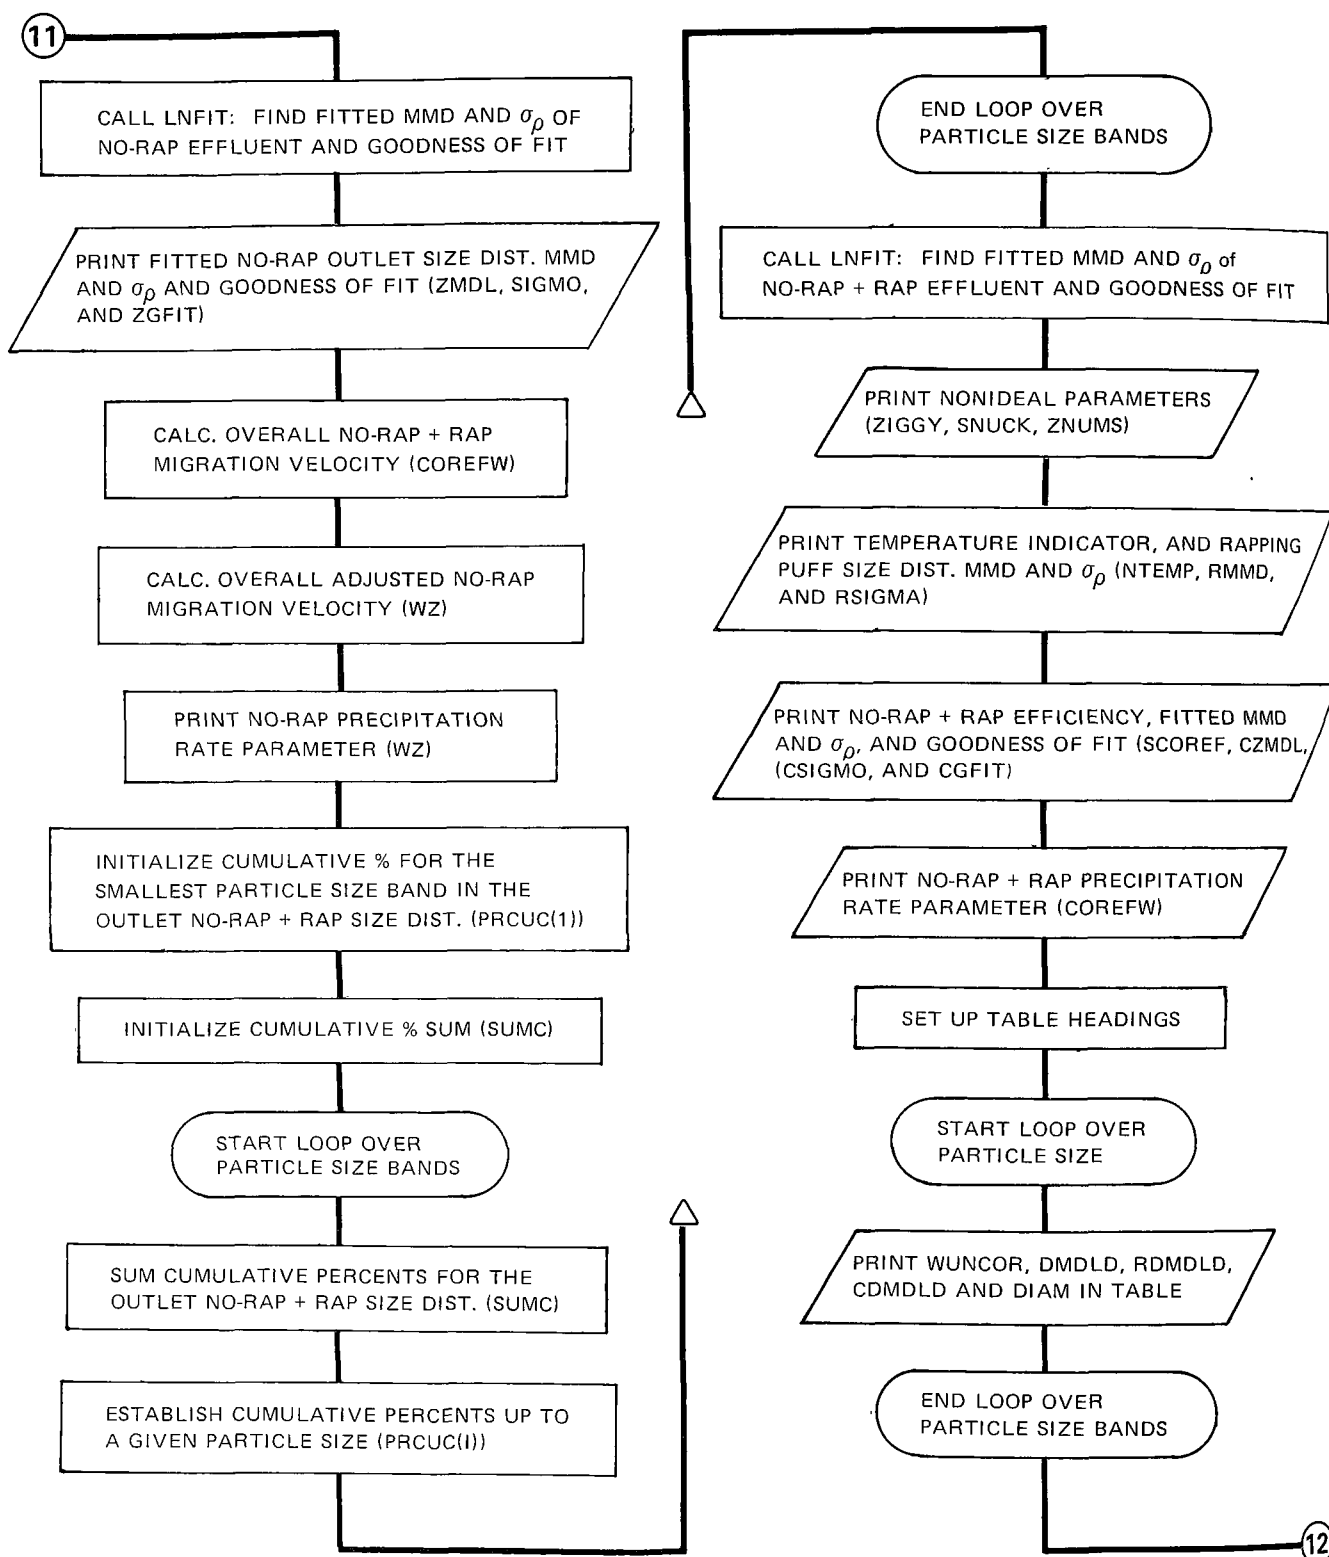 11
CALL LNFIT: FIND FITTED MMD AND σρ OF
NO-RAP EFFLUENT AND GOODNESS OF FIT
PRINT FITTED NO-RAP OUTLET SIZE DIST. MMD
AND σρ AND GOODNESS OF FIT (ZMDL, SIGMO,
AND ZGFIT)
CALC. OVERALL NO-RAP + RAP
MIGRATION VELOCITY (COREFW)
CALC. OVERALL ADJUSTED NO-RAP
MIGRATION VELOCITY (WZ)
PRINT NO-RAP PRECIPITATION
RATE PARAMETER (WZ)
INITIALIZE CUMULATIVE % FOR THE
SMALLEST PARTICLE SIZE BAND IN THE
OUTLET NO-RAP + RAP SIZE DIST. (PRCUC(1))
INITIALIZE CUMULATIVE % SUM (SUMC)
START LOOP OVER
PARTICLE SIZE BANDS
SUM CUMULATIVE PERCENTS FOR THE
OUTLET NO-RAP + RAP SIZE DIST. (SUMC)
ESTABLISH CUMULATIVE PERCENTS UP TO
A GIVEN PARTICLE SIZE (PRCUC(I))
END LOOP OVER
PARTICLE SIZE BANDS
CALL LNFIT: FIND FITTED MMD AND σρ of
NO-RAP + RAP EFFLUENT AND GOODNESS OF FIT
PRINT NONIDEAL PARAMETERS
(ZIGGY, SNUCK, ZNUMS)
PRINT TEMPERATURE INDICATOR, AND RAPPING
PUFF SIZE DIST. MMD AND σρ (NTEMP, RMMD,
AND RSIGMA)
PRINT NO-RAP + RAP EFFICIENCY, FITTED MMD
AND σρ, AND GOODNESS OF FIT (SCOREF, CZMDL,
(CSIGMO, AND CGFIT)
PRINT NO-RAP + RAP PRECIPITATION
RATE PARAMETER (COREFW)
SET UP TABLE HEADINGS
START LOOP OVER
PARTICLE SIZE
PRINT WUNCOR, DMDLD, RDMDLD,
CDMDLD AND DIAM IN TABLE
END LOOP OVER
PARTICLE SIZE BANDS
12